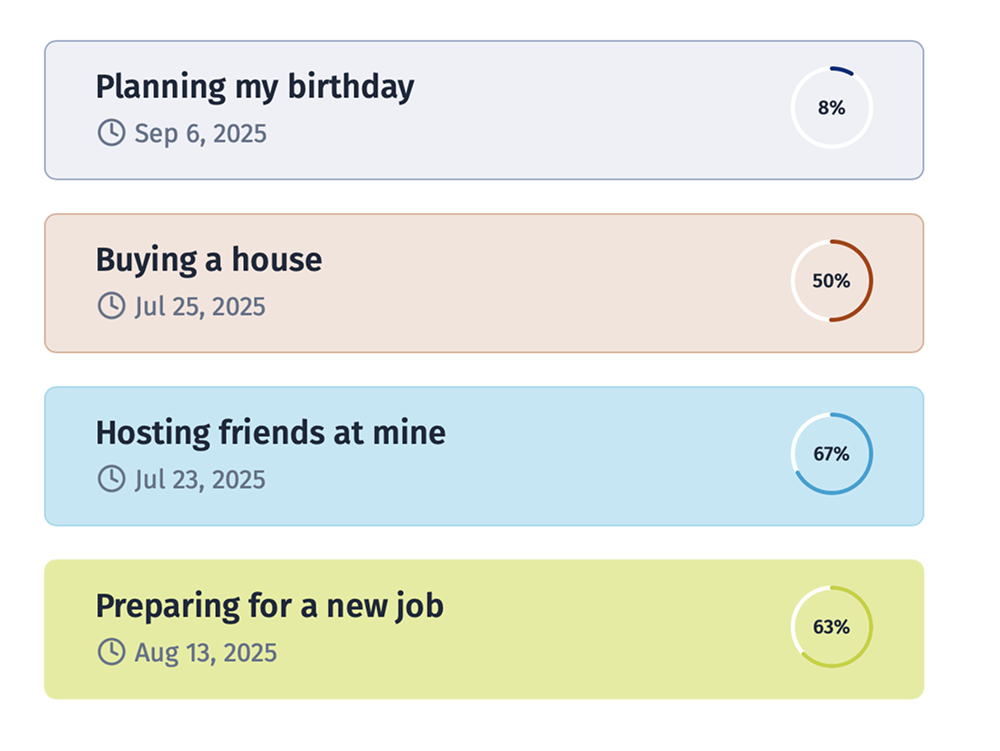 Planning my birthday
8%
Sep 6, 2025
Buying a house
50%
Jul 25, 2025
Hosting friends at mine
67%
Jul 23, 2025
Preparing for a new job
63%
Aug 13, 2025